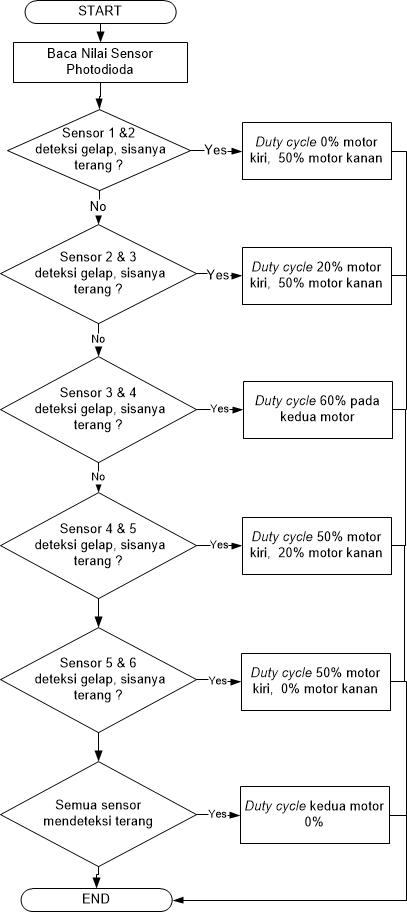 START
Baca Nilai Sensor
Photodioda
Sensor 1 &2
deteksi gelap, sisanya
terang ?
Yes
Duty cycle 0% motor
kiri,  50% motor kanan
No
Sensor 2 & 3
deteksi gelap, sisanya
terang ?
Yes
Duty cycle 20% motor
kiri,  50% motor kanan
No
Sensor 3 & 4
deteksi gelap, sisanya
terang ?
Yes
Duty cycle 60% pada
kedua motor
No
Sensor 4 & 5
deteksi gelap, sisanya
terang ?
Yes
Duty cycle 50% motor
kiri,  20% motor kanan
Sensor 5 & 6
deteksi gelap, sisanya
terang ?
Yes
Duty cycle 50% motor
kiri,  0% motor kanan
Semua sensor
mendeteksi terang
Yes
Duty cycle kedua motor
0%
END